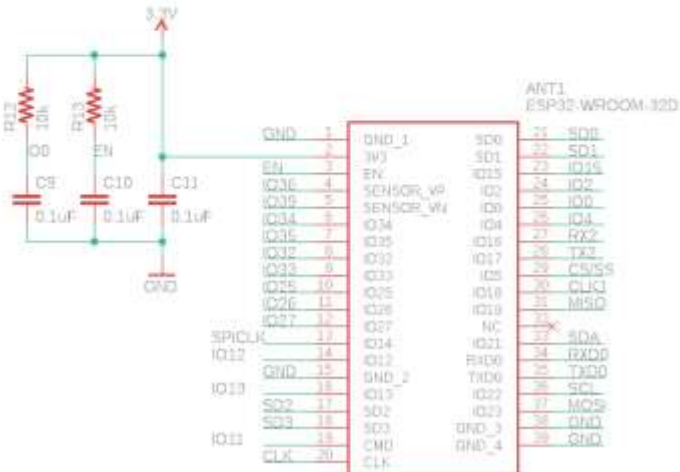 3.3V
R12
10k
R13
10k
IO0
EN
C9
0.1uF
C10
0.1uF
C11
0.1uF
GND
ANT1
ESP32-WROOM-32D
GND 1 GND_1 SD0 21 SD0
2 3V3 SD1 22 SD1
EN 3 EN IO15 23 IO15
IO36 4 SENSOR_VP IO2 24 IO2
IO39 5 SENSOR_VN IO0 25 IO0
IO34 6 IO34 IO4 26 IO4
IO35 7 IO35 IO16 27 RX2
IO32 8 IO32 IO17 28 TX2
IO33 9 IO33 IO5 29 CS/SS
IO25 10 IO25 IO18 30 CLK1
IO26 11 IO26 IO19 31 MISO
IO27 12 IO27 NC 32
SPICLK 13 IO14 IO21 33 SDA
IO12 14 IO12 RXD0 34 RXD0
GND 15 GND_2 TXD0 35 TXD0
IO13 16 IO13 IO22 36 SCL
SD2 17 SD2 IO23 37 MOSI
SD3 18 SD3 GND_3 38 GND
IO11 19 CMD GND_4 39 GND
CLK 20 CLK